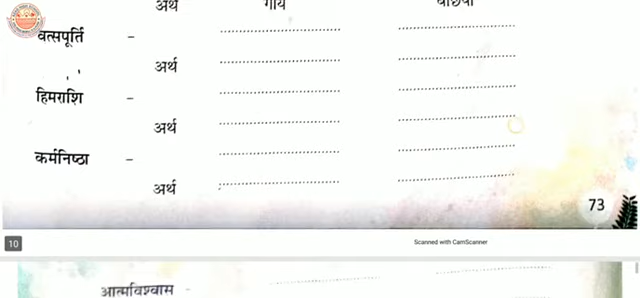 अर्थ गाय
वत्सपूर्ति -
अर्थ
हिमराशि -
अर्थ
कर्मनिष्ठा -
अर्थ
73
10
Scanned with CamScanner
आत्मविश्वास -